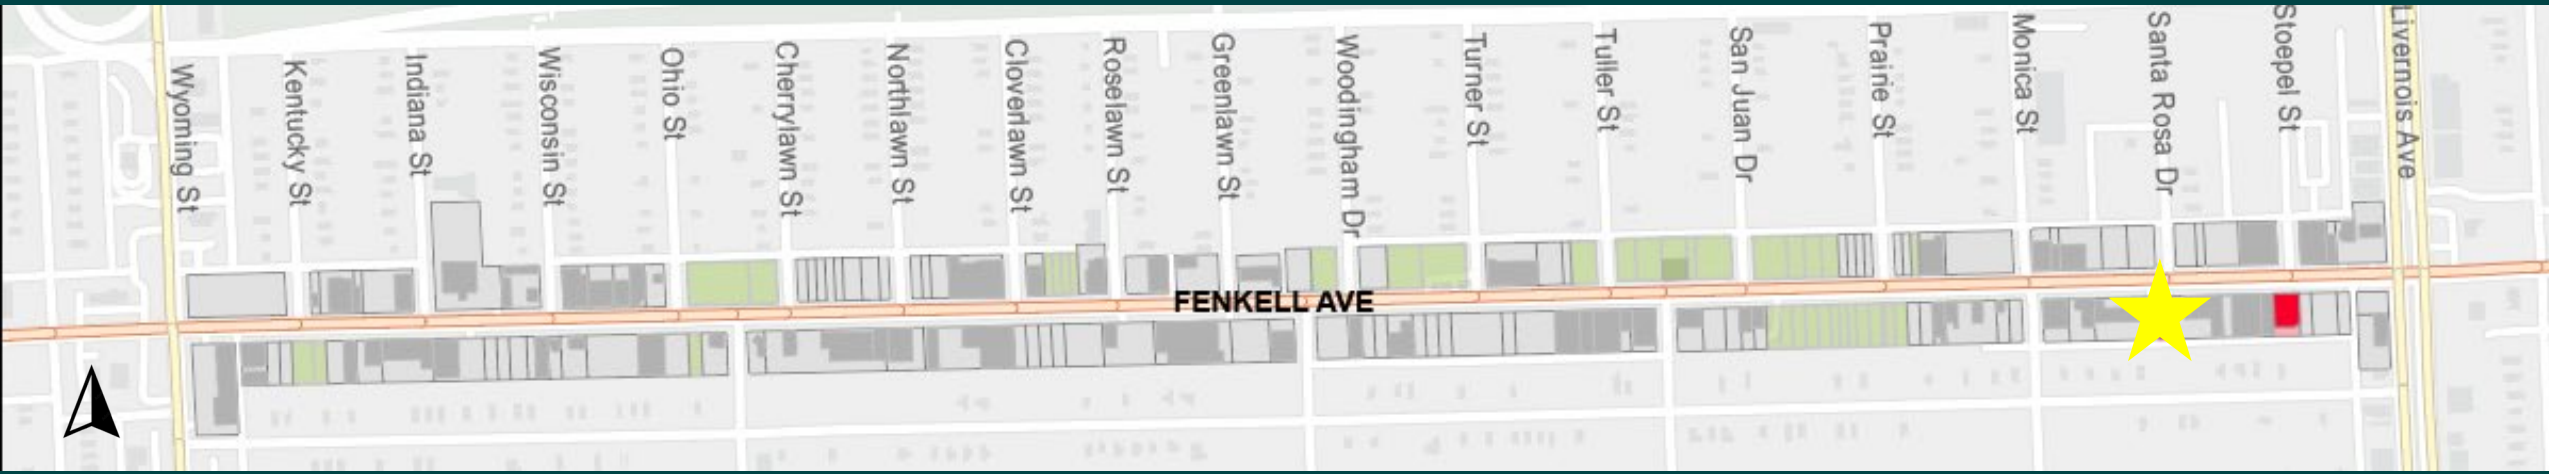 Wyoming St
Kentucky St
Indiana St
Wisconsin St
Ohio St
Cherrylawn St
Northlawn St
Cloverlawn St
Roselawn St
Greenlawn St
Woodingham Dr
Turner St
Tuller St
San Juan Dr
Prairie St
Monica St
Santa Rosa Dr
Stoepel St
Livernois Ave
FENKELL AVE